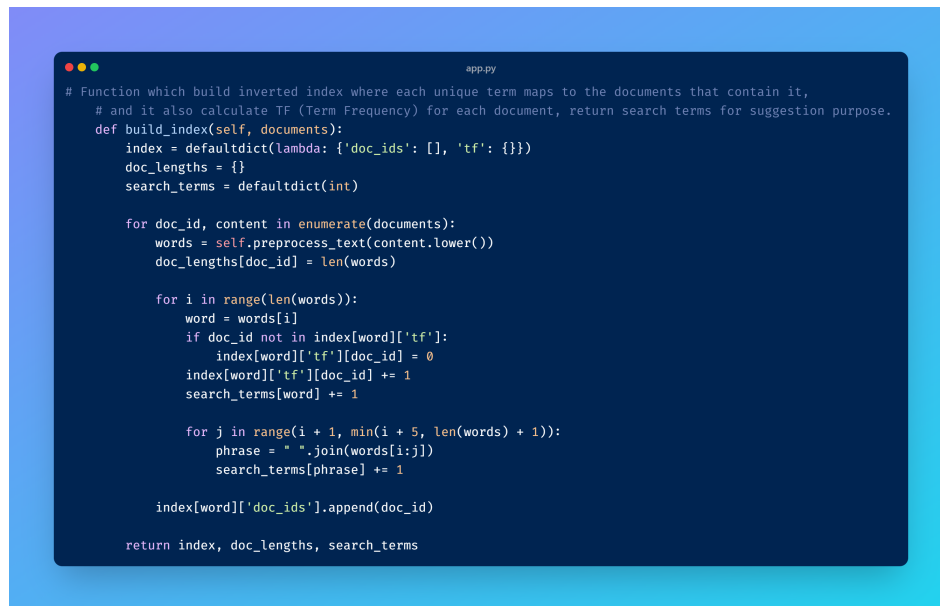 app.py
# Function which build inverted index where each unique term maps to the documents that contain it,
    # and it also calculate TF (Term Frequency) for each document, return search terms for suggestion purpose.
    def build_index(self, documents):
        index = defaultdict(lambda: {'doc_ids': [], 'tf': {}})
        doc_lengths = {}
        search_terms = defaultdict(int)

        for doc_id, content in enumerate(documents):
            words = self.preprocess_text(content.lower())
            doc_lengths[doc_id] = len(words)

            for i in range(len(words)):
                word = words[i]
                if doc_id not in index[word]['tf']:
                    index[word]['tf'][doc_id] = 0
                index[word]['tf'][doc_id] += 1
                search_terms[word] += 1

                for j in range(i + 1, min(i + 5, len(words) + 1)):
                    phrase = " ".join(words[i:j])
                    search_terms[phrase] += 1

            index[word]['doc_ids'].append(doc_id)

        return index, doc_lengths, search_terms